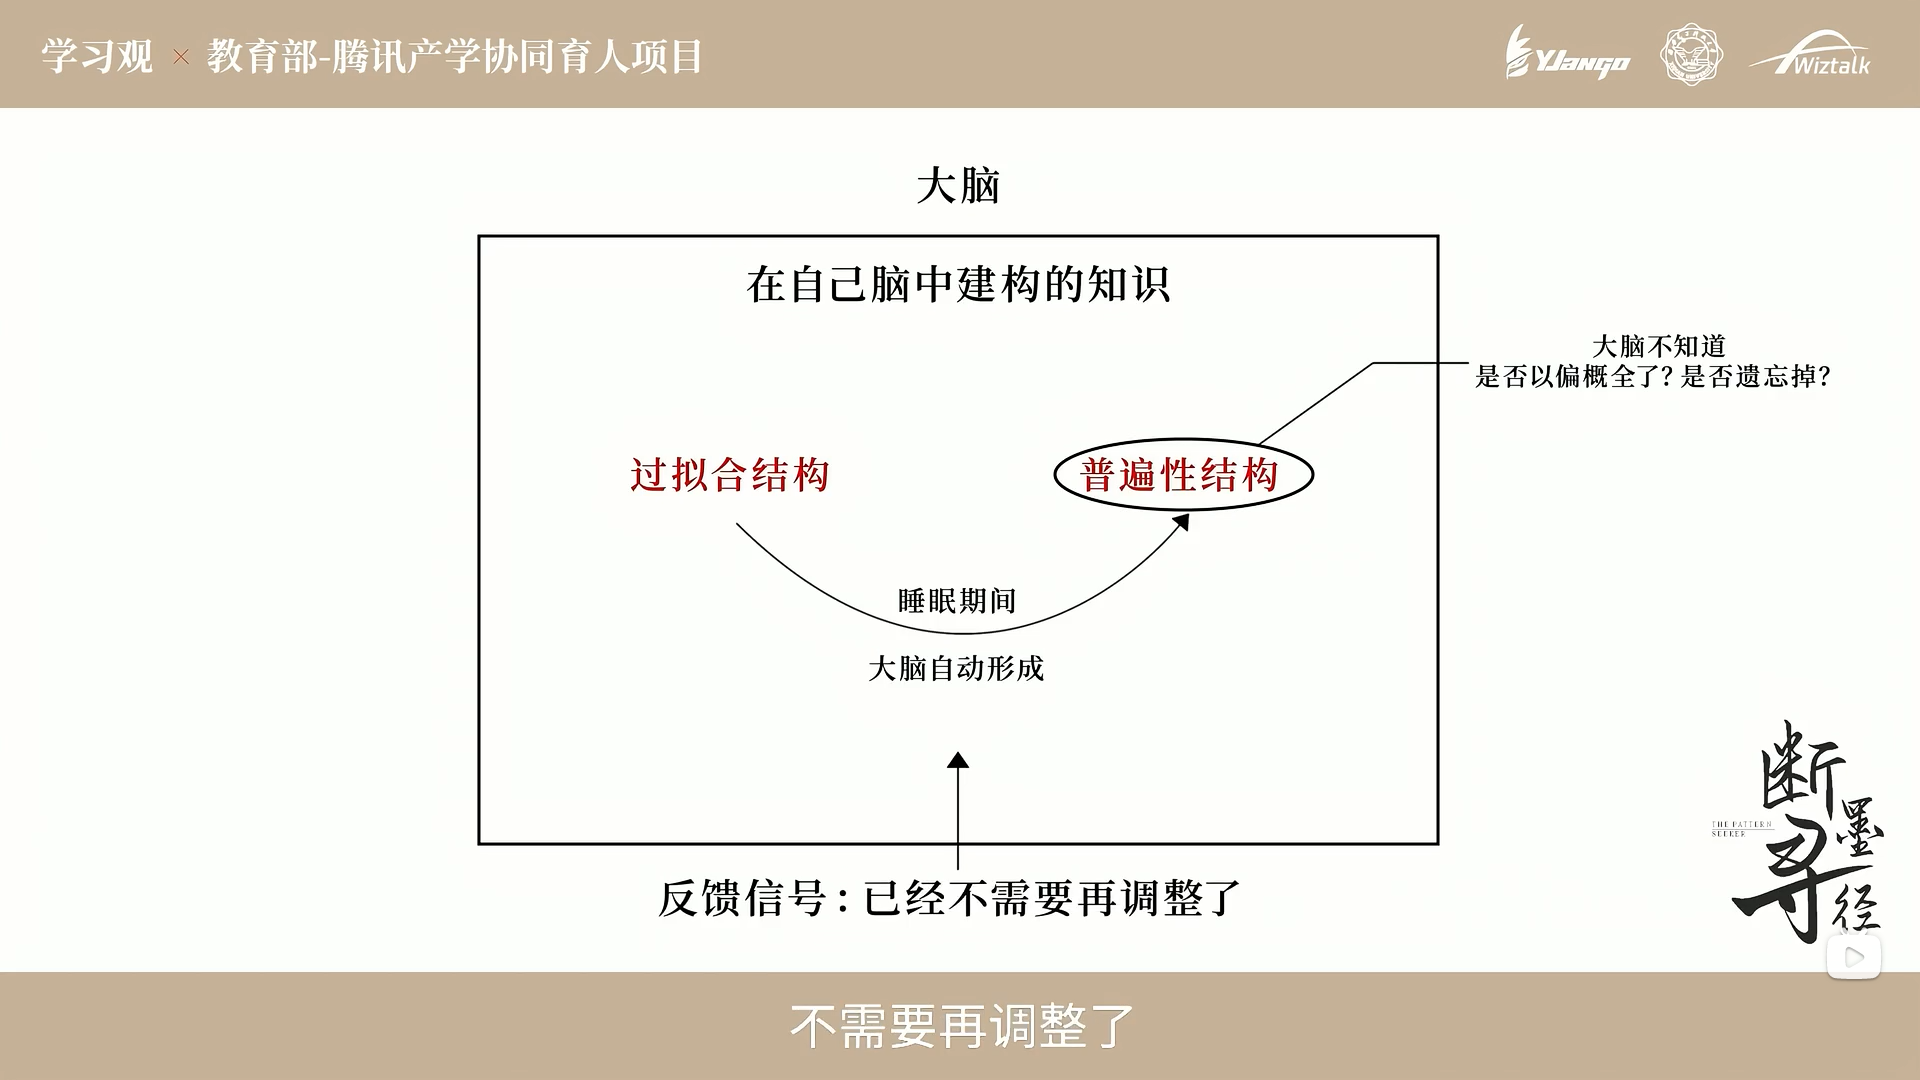 学习观 × 教育部-腾讯产学协同育人项目
YJango
Wiztalk
大脑
在自己脑中建构的知识
大脑不知道
是否以偏概全了？是否遗忘掉？
过拟合结构
普遍性结构
睡眠期间
大脑自动形成
断墨寻径
THE PATTERN
SEEKER
反馈信号：已经不需要再调整了
不需要再调整了